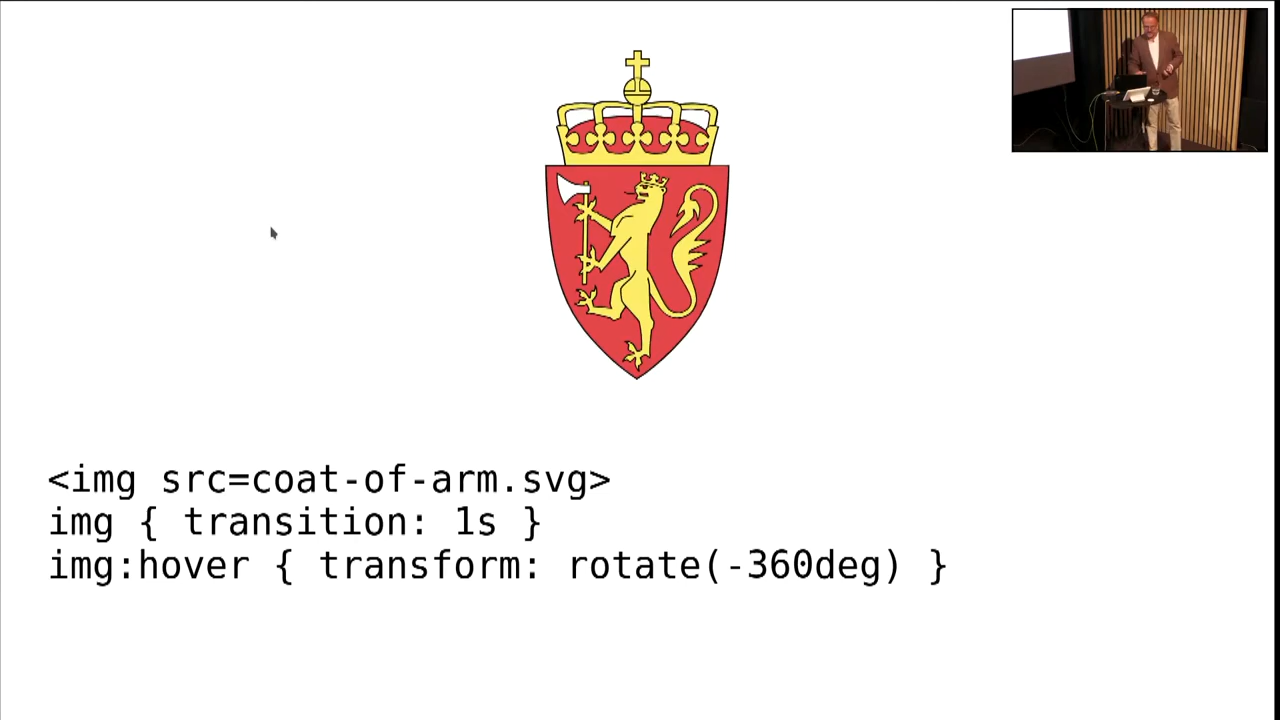 <img src=coat-of-arm.svg>
img { transition: 1s }
img:hover { transform: rotate(-360deg) }